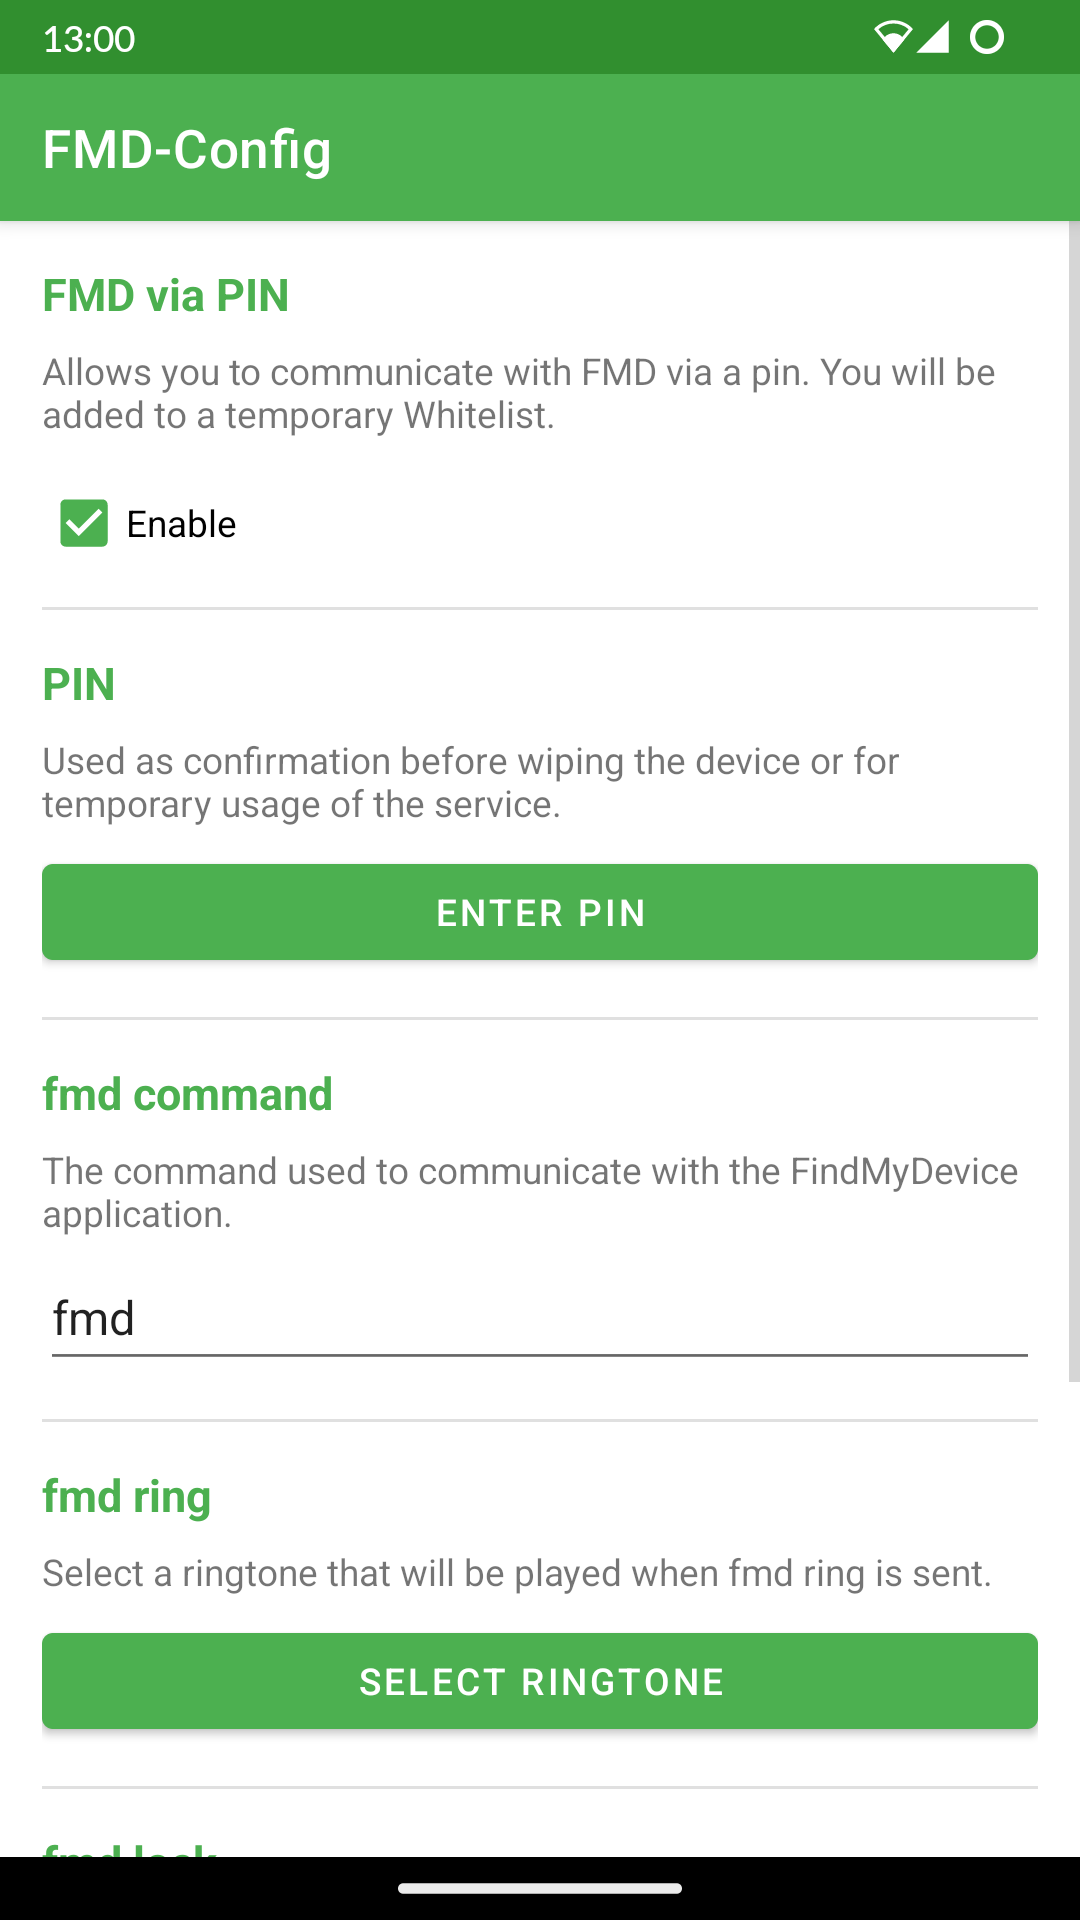 13:00
FMD-Config
FMD via PIN
Allows you to communicate with FMD via a pin. You will be
added to a temporary Whitelist.
Enable
PIN
Used as confirmation before wiping the device or for
temporary usage of the service.
ENTER PIN
fmd command
The command used to communicate with the FindMyDevice
application.
fmd
fmd ring
Select a ringtone that will be played when fmd ring is sent.
SELECT RINGTONE
fmd lock